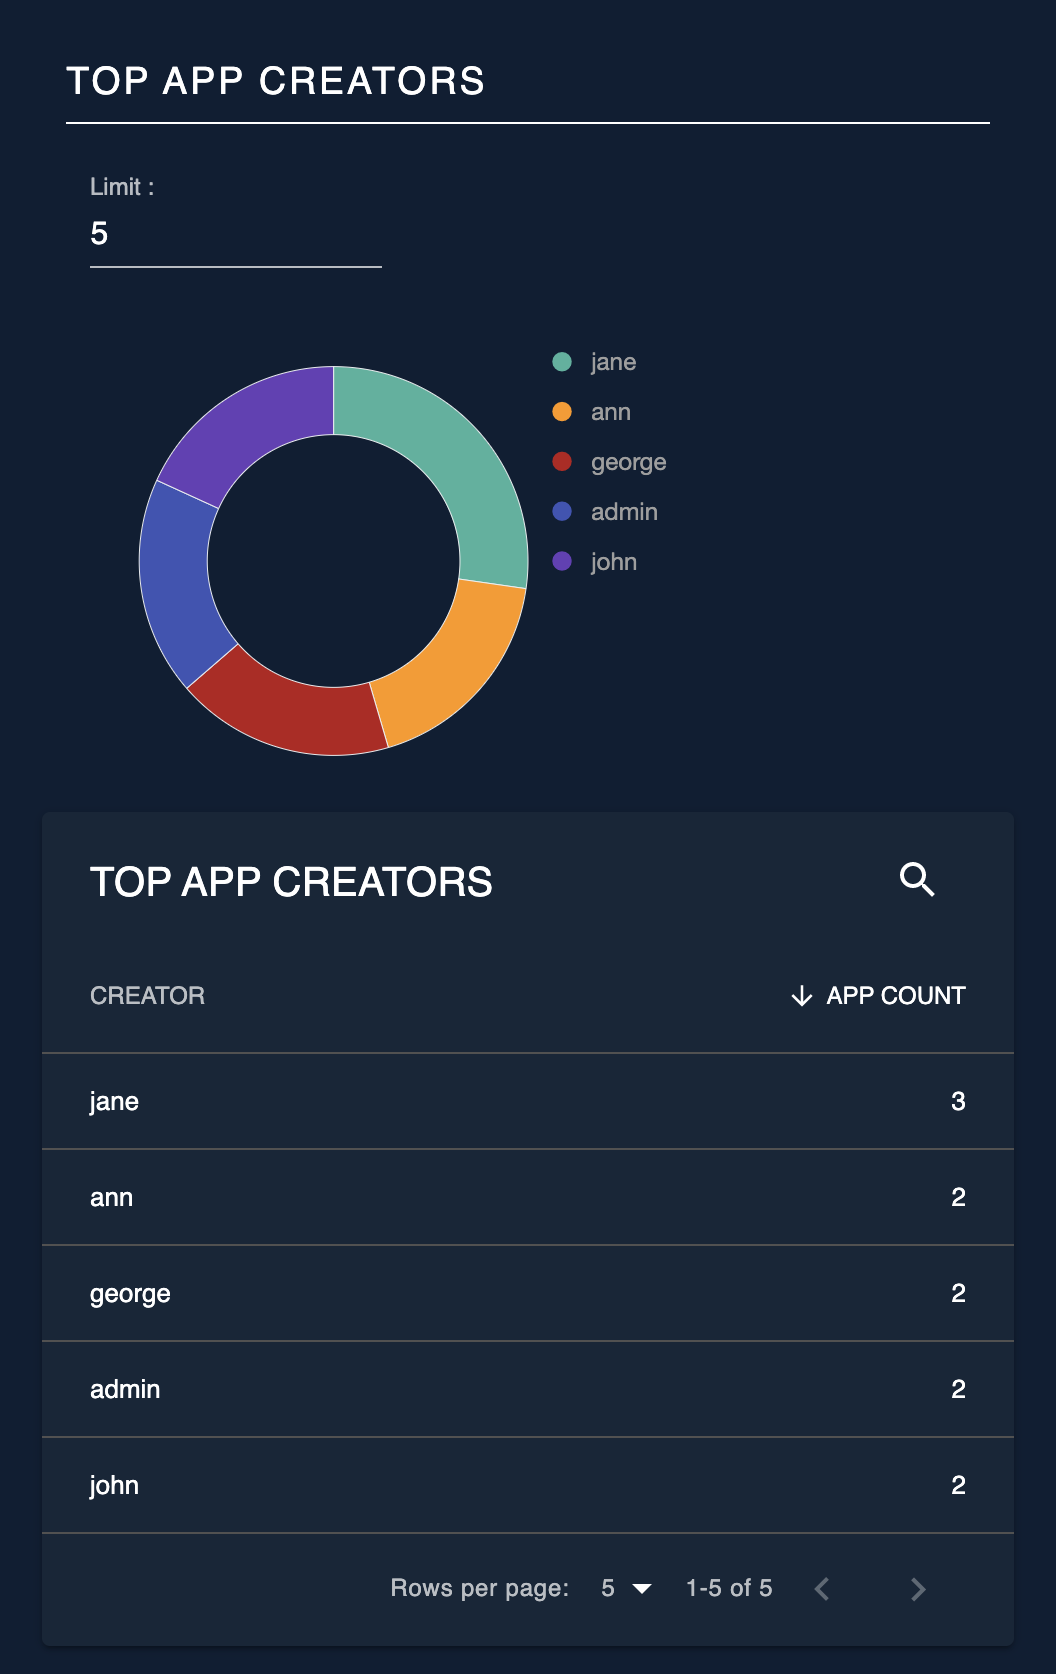 TOP APP CREATORS
Limit :
5
jane
ann
george
admin
john
TOP APP CREATORS
CREATOR APP COUNT
jane 3
ann 2
george 2
admin 2
john 2
Rows per page: 5 1-5 of 5